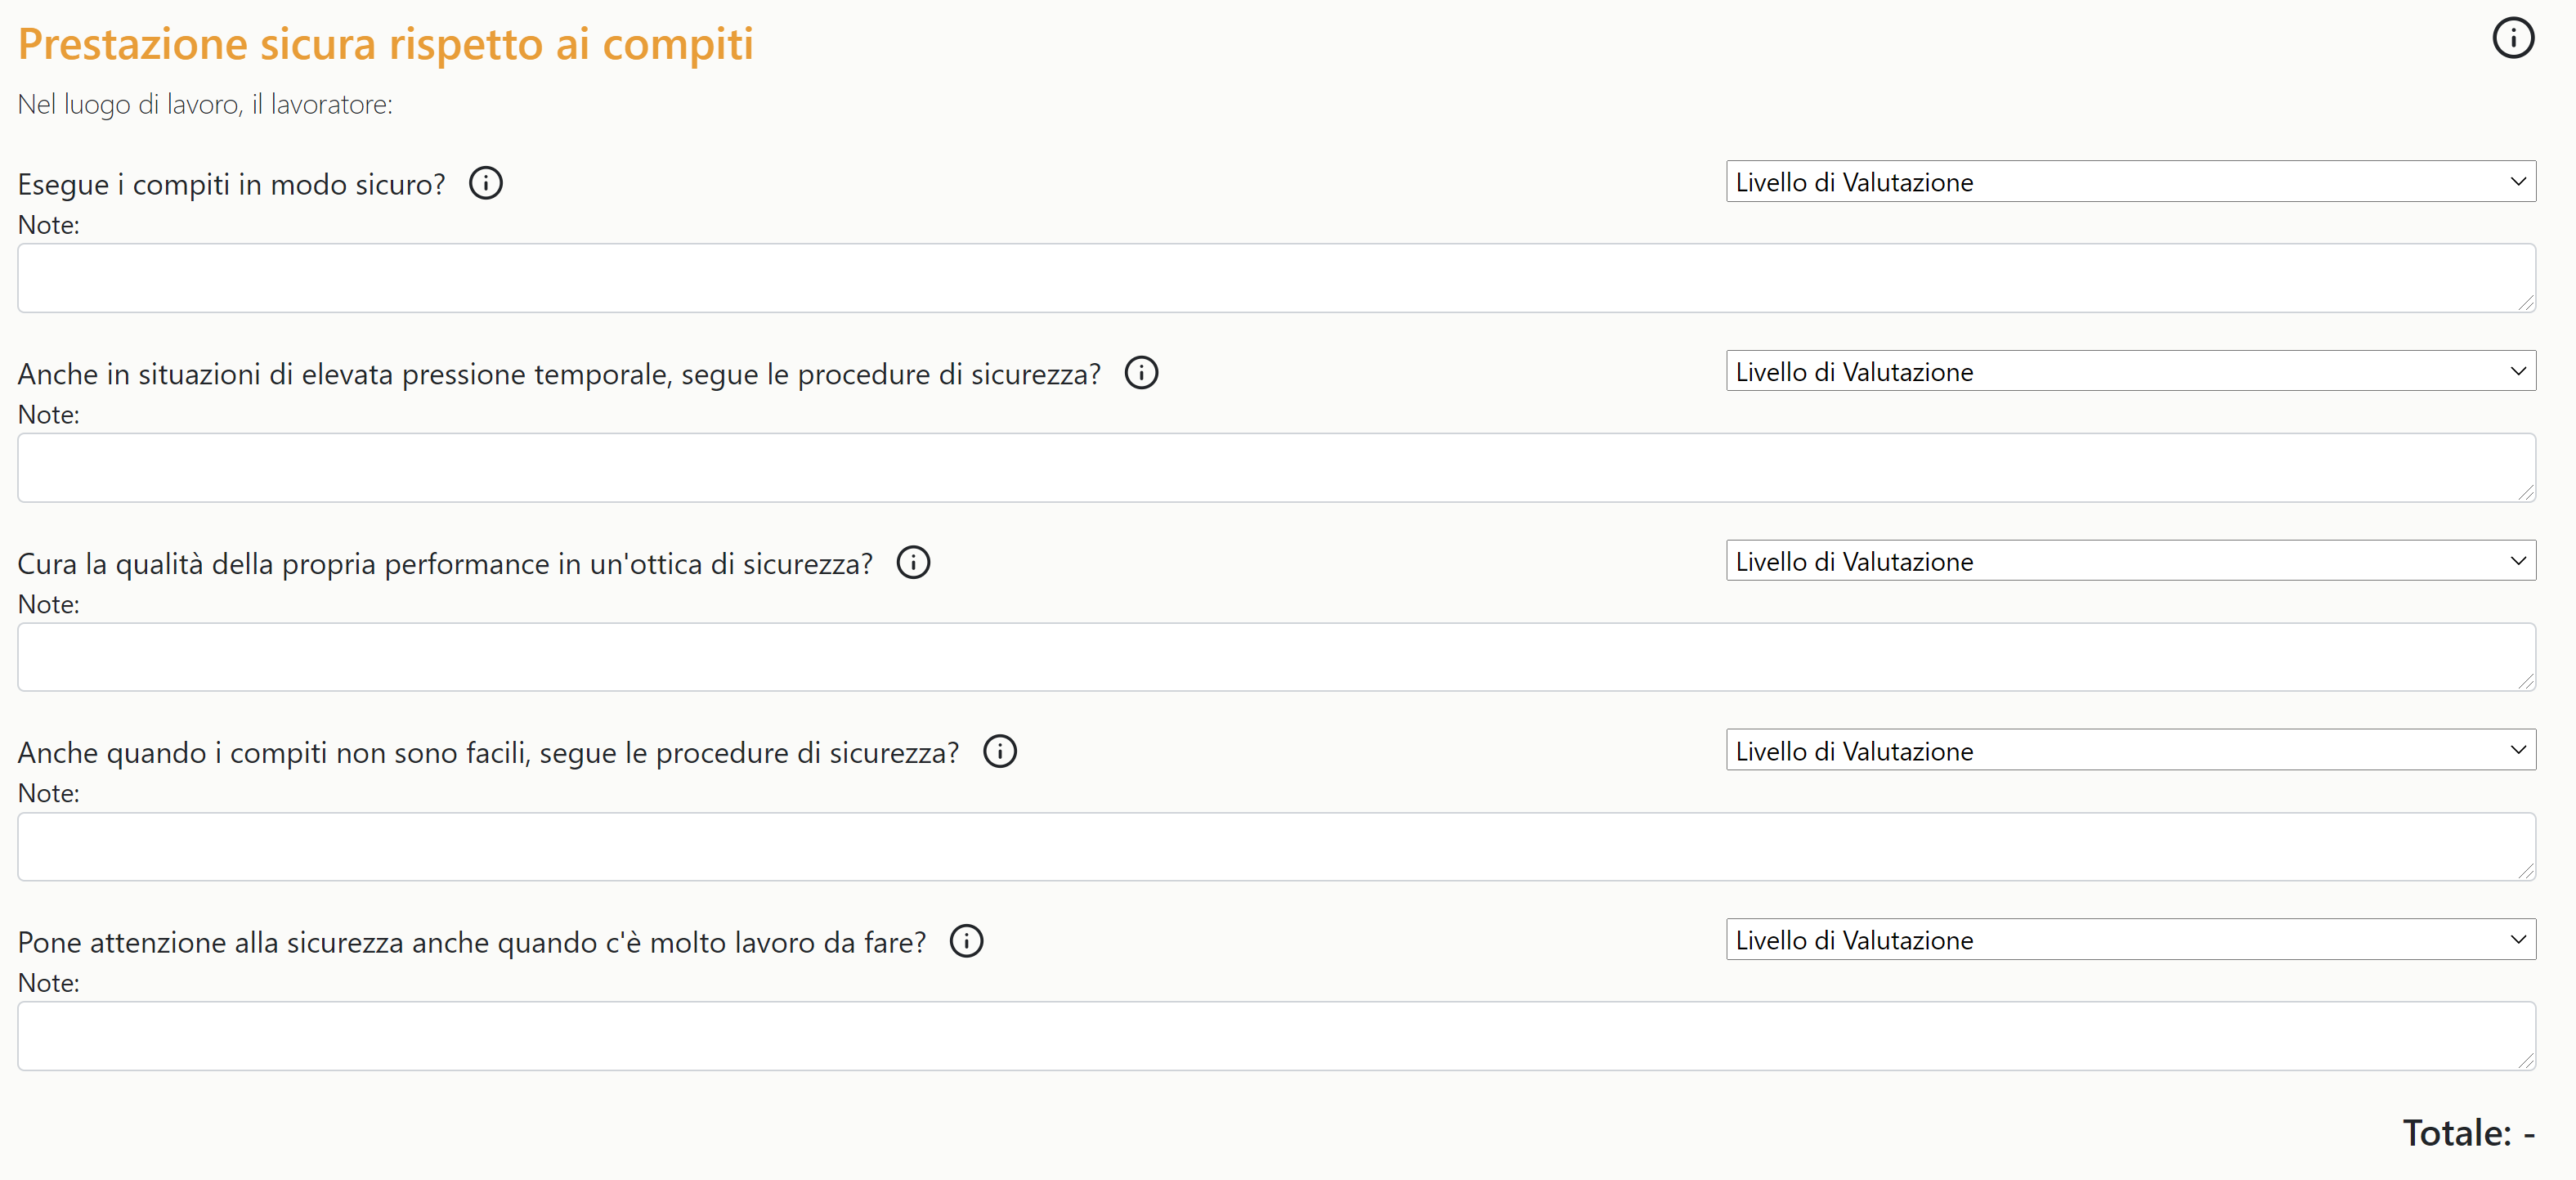 Prestazione sicura rispetto ai compiti
Nel luogo di lavoro, il lavoratore:
Esegue i compiti in modo sicuro?
Livello di Valutazione
Note:
Anche in situazioni di elevata pressione temporale, segue le procedure di sicurezza?
Livello di Valutazione
Note:
Cura la qualità della propria performance in un'ottica di sicurezza?
Livello di Valutazione
Note:
Anche quando i compiti non sono facili, segue le procedure di sicurezza?
Livello di Valutazione
Note:
Pone attenzione alla sicurezza anche quando c'è molto lavoro da fare?
Livello di Valutazione
Note:
Totale: -